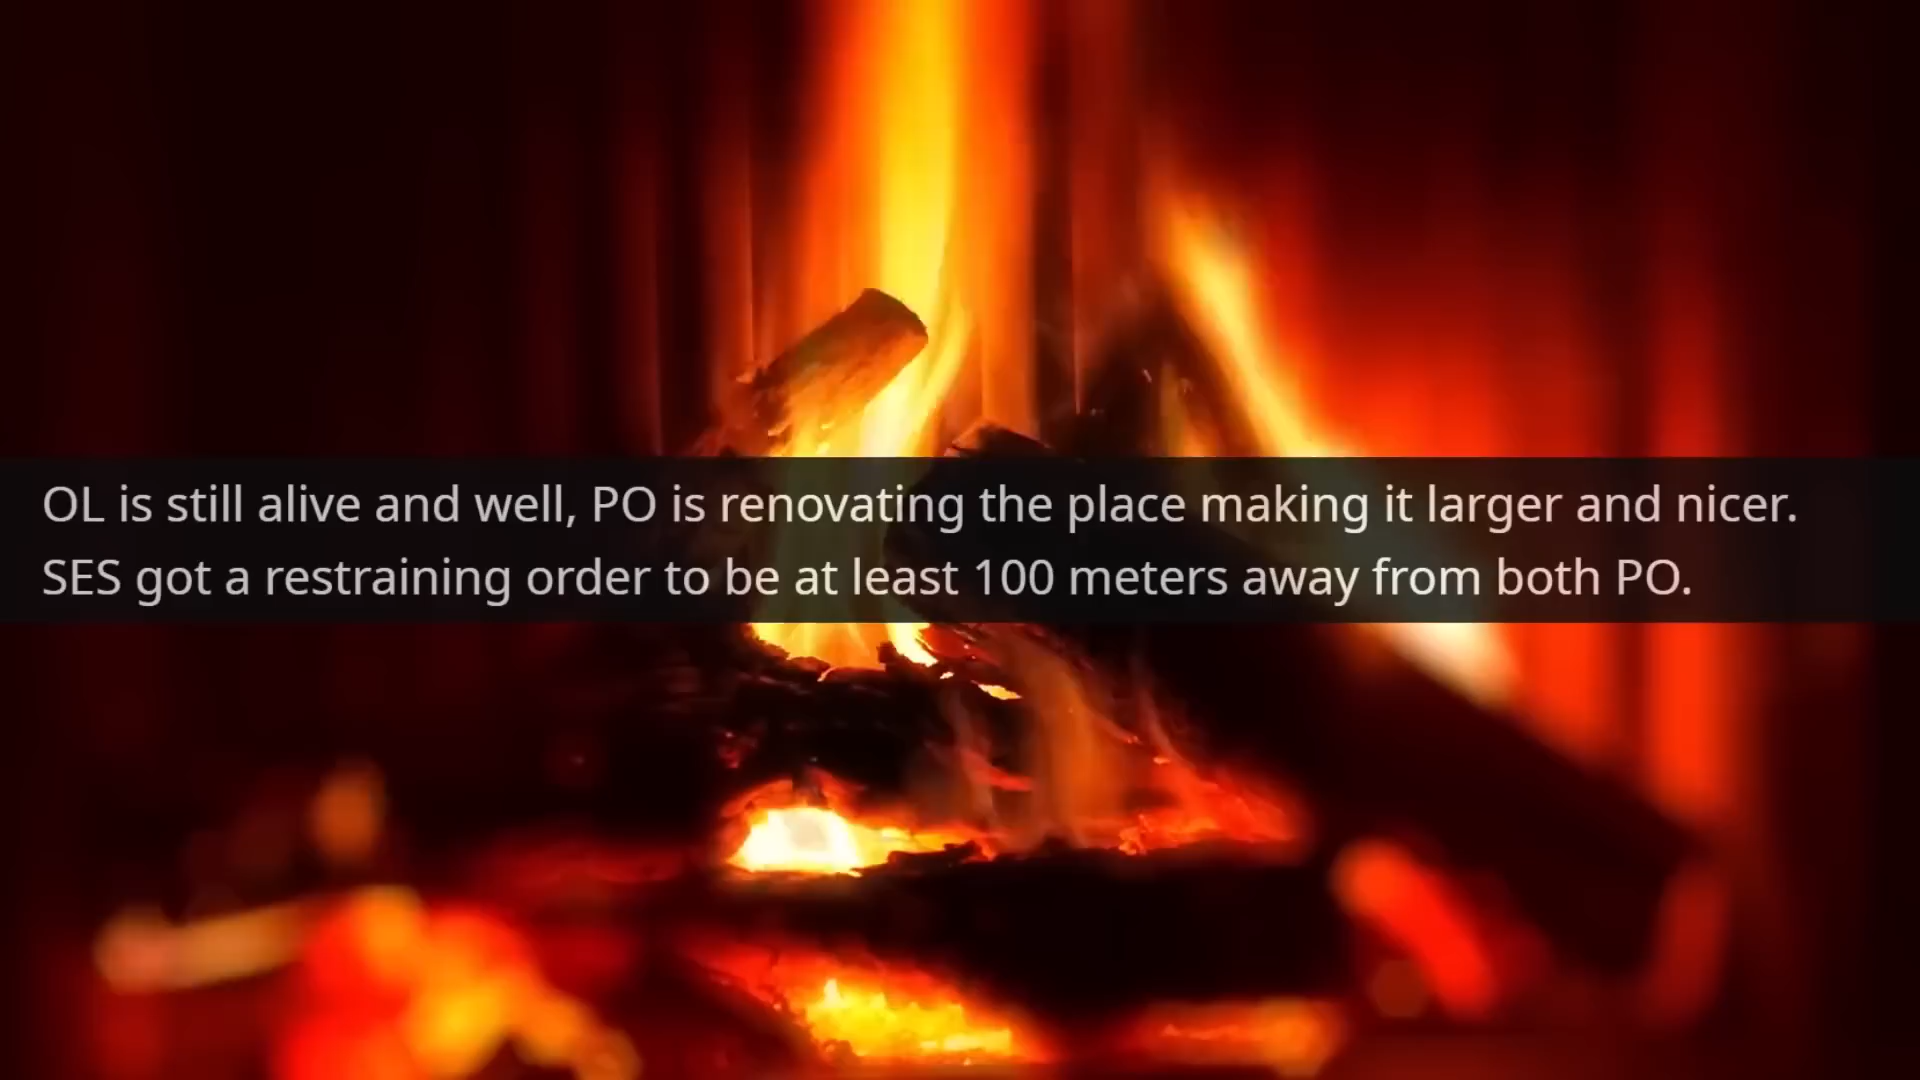 OL is still alive and well, PO is renovating the place making it larger and nicer.
SES got a restraining order to be at least 100 meters away from both PO.